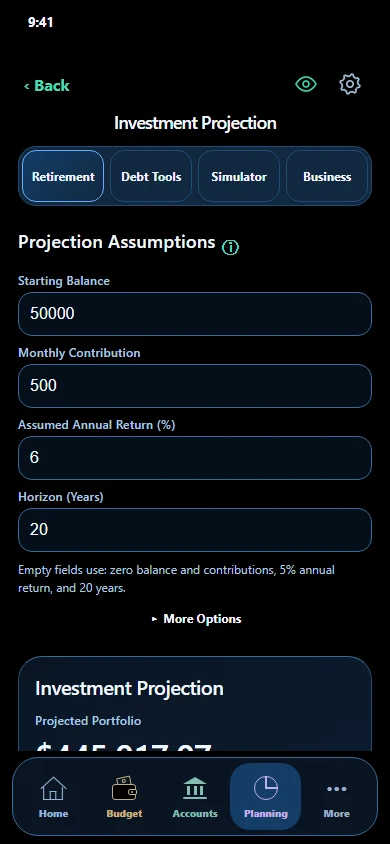 9:41
‹ Back
Investment Projection
Retirement
Debt Tools
Simulator
Business
Projection Assumptions ⓘ
Starting Balance
50000
Monthly Contribution
500
Assumed Annual Return (%)
6
Horizon (Years)
20
Empty fields use: zero balance and contributions, 5% annual
return, and 20 years.
▸ More Options
Investment Projection
Projected Portfolio
Home
Budget
Accounts
Planning
More